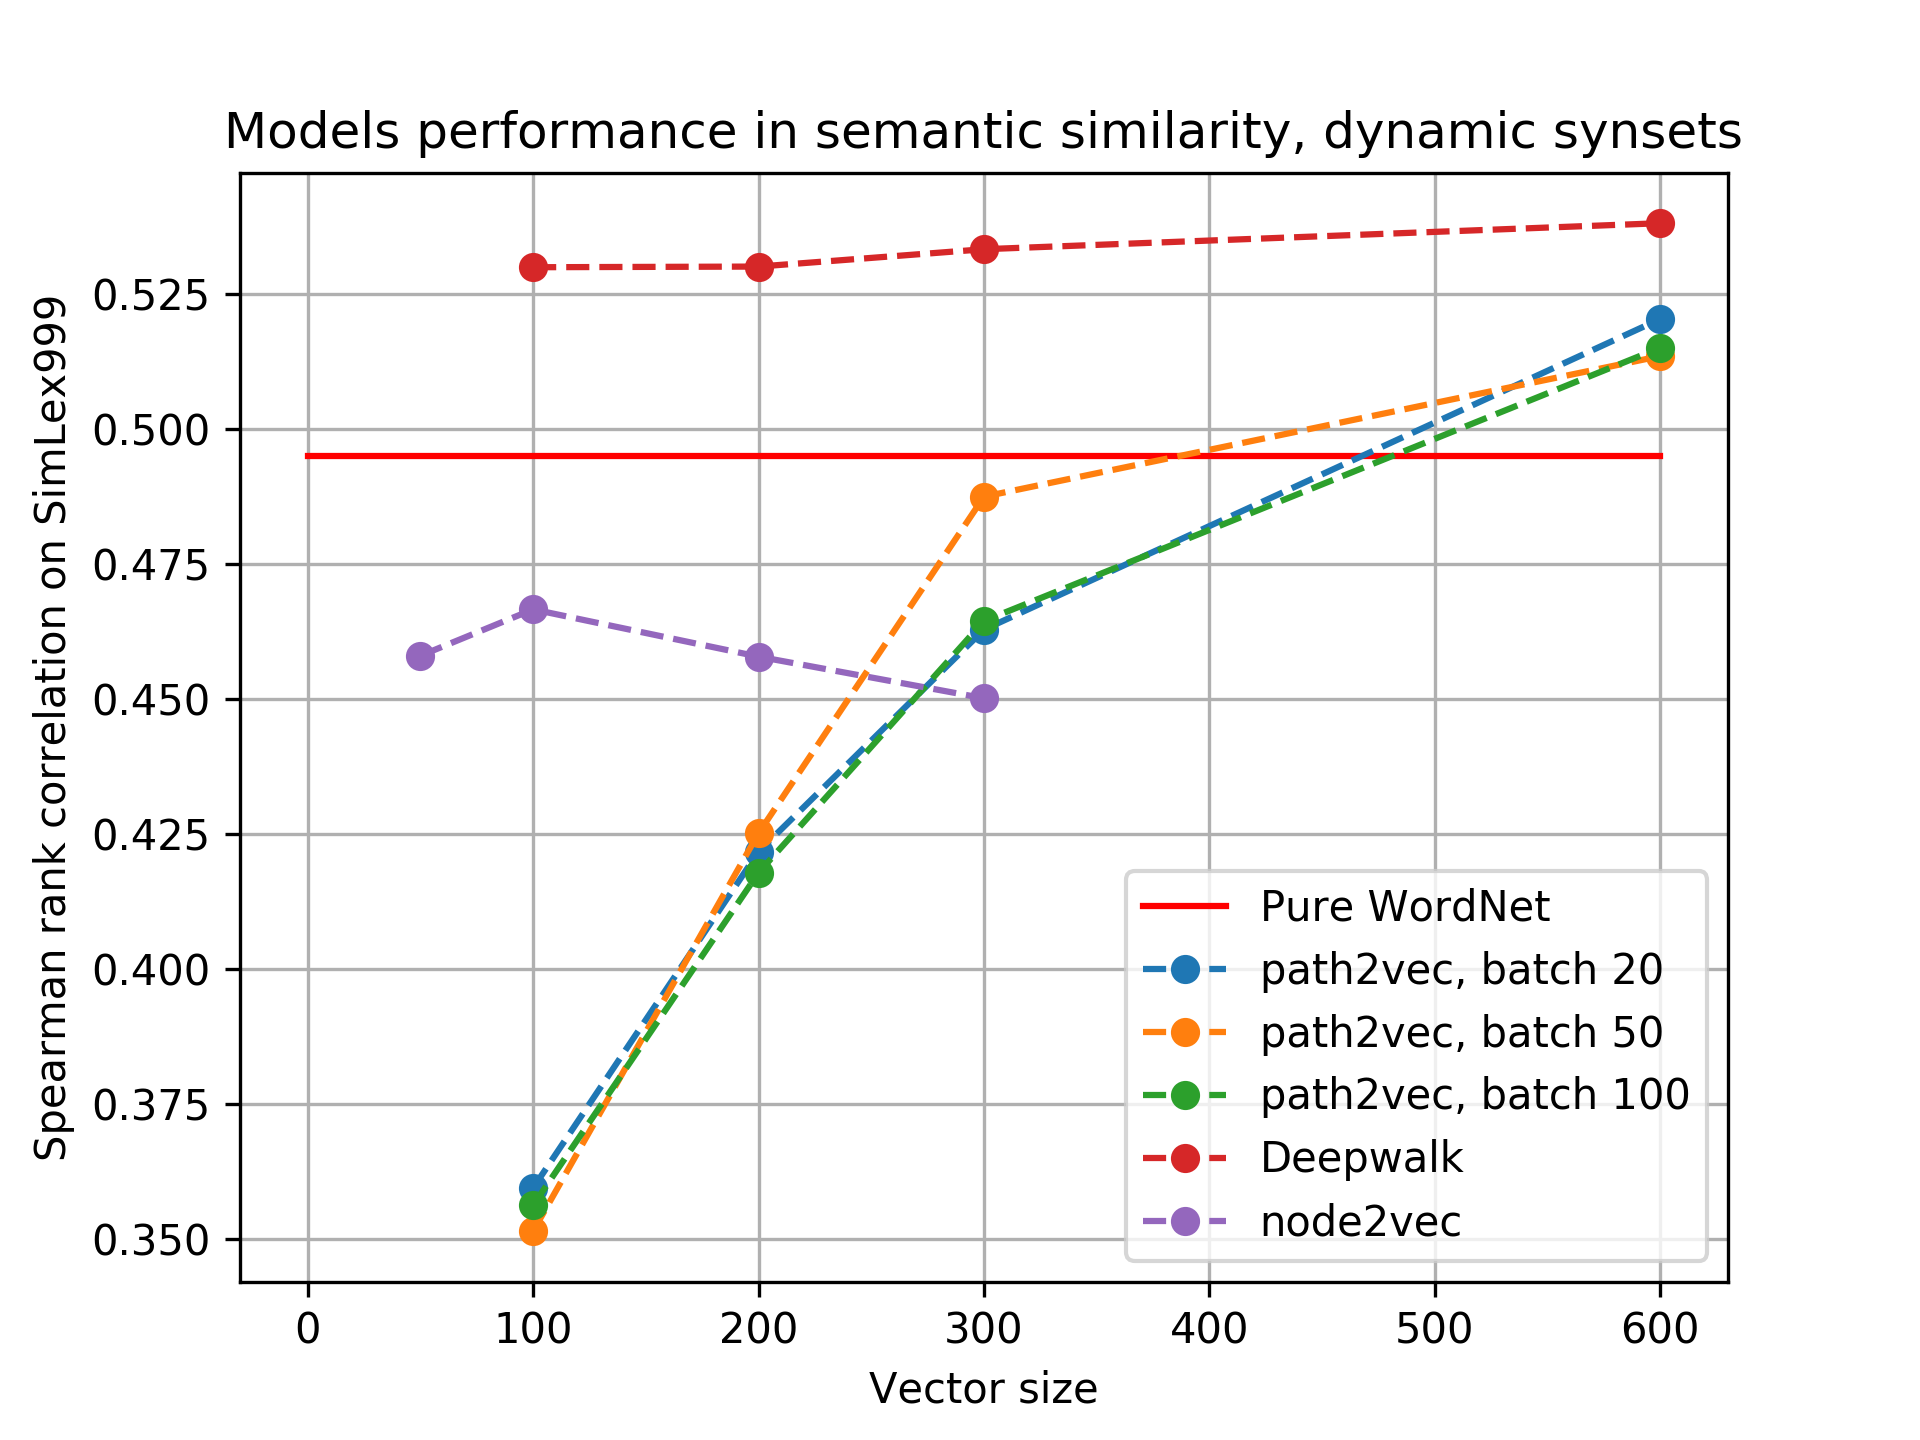 Models performance in semantic similarity, dynamic synsets
Spearman rank correlation on SimLex999
0.525
0.500
0.475
0.450
0.425
0.400
0.375
0.350
Pure WordNet
path2vec, batch 20
path2vec, batch 50
path2vec, batch 100
Deepwalk
node2vec
0 100 200 300 400 500 600
Vector size